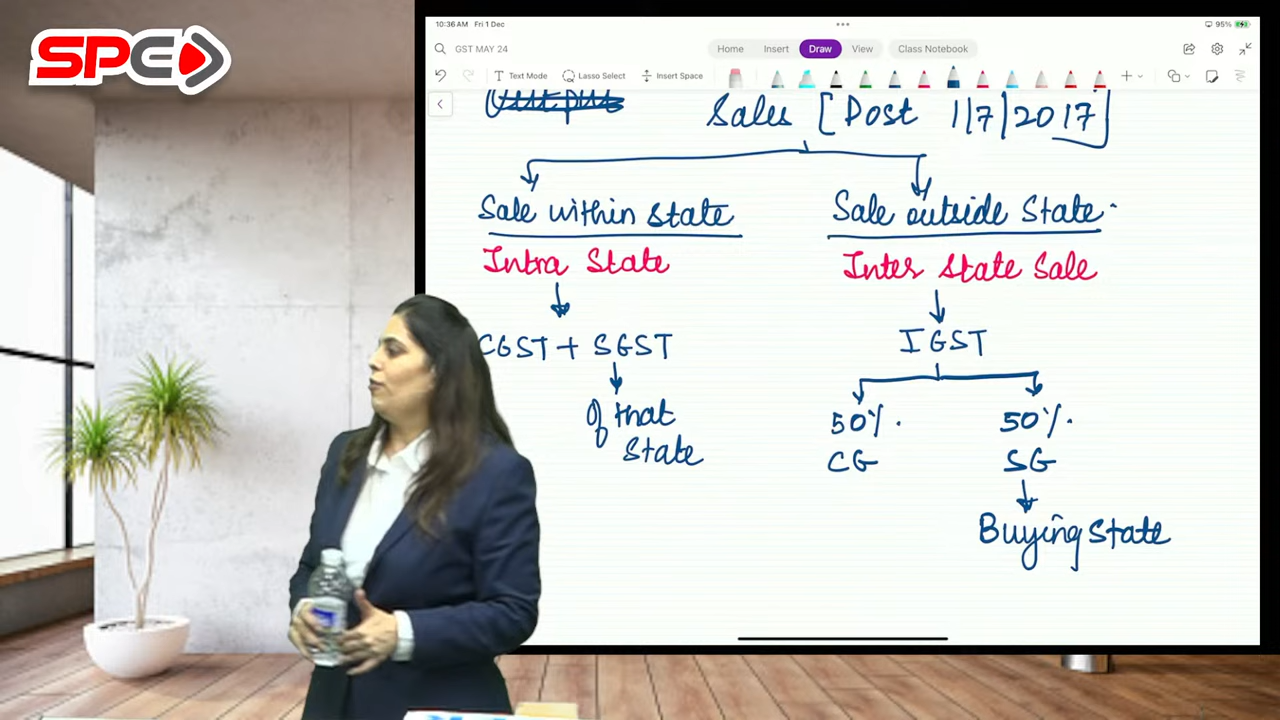 SPED
10:36 AM Fri 1 Dec
95%
GST MAY 24
Home Insert Draw View Class Notebook
Text Mode Lasso Select Insert Space
Sales [Post 1/7/2017]
Sale within state
Sale outside State.
Intra State
Inter State Sale
CGST + SGST
IGST
of that
State
50%.
50%.
CG
SG
Buying State